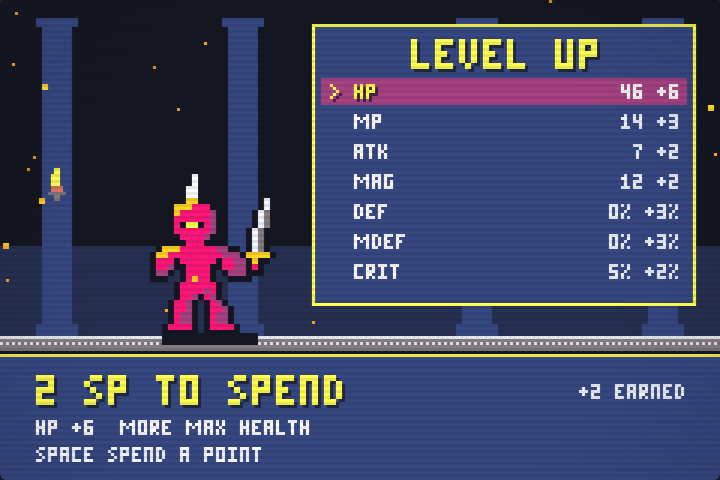 LEVEL UP
> HP 46 +6
MP 14 +3
ATK 7 +2
MAG 12 +2
DEF 0% +3%
MDEF 0% +3%
CRIT 5% +2%
2 SP TO SPEND
+2 EARNED
HP +6 MORE MAX HEALTH
SPACE SPEND A POINT